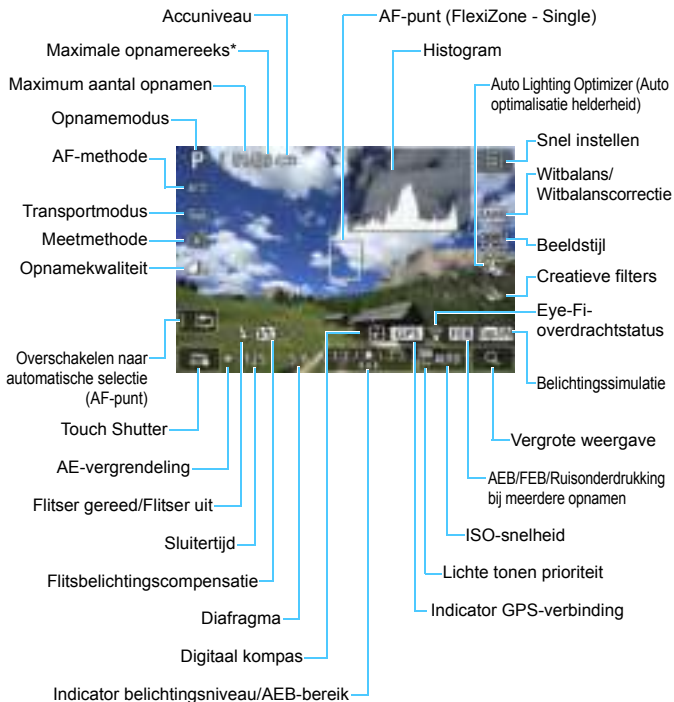 Accuniveau
AF-punt (FlexiZone - Single)
Maximale opnamereeks*
Histogram
Maximum aantal opnamen
Auto Lighting Optimizer (Auto
optimalisatie helderheid)
Opnamemodus
Snel instellen
AF-methode
Witbalans/
Witbalanscorrectie
Transportmodus
Meetmethode
Beeldstijl
Opnamekwaliteit
Creatieve filters
Eye-Fi-
overdrachtstatus
Overschakelen naar
automatische selectie
(AF-punt)
Belichtingssimulatie
Touch Shutter
Vergrote weergave
AE-vergrendeling
AEB/FEB/Ruisonderdrukking
bij meerdere opnamen
Flitser gereed/Flitser uit
ISO-snelheid
Sluitertijd
Lichte tonen prioriteit
Flitsbelichtingscompensatie
Indicator GPS-verbinding
Diafragma
Digitaal kompas
Indicator belichtingsniveau/AEB-bereik
P
GPS